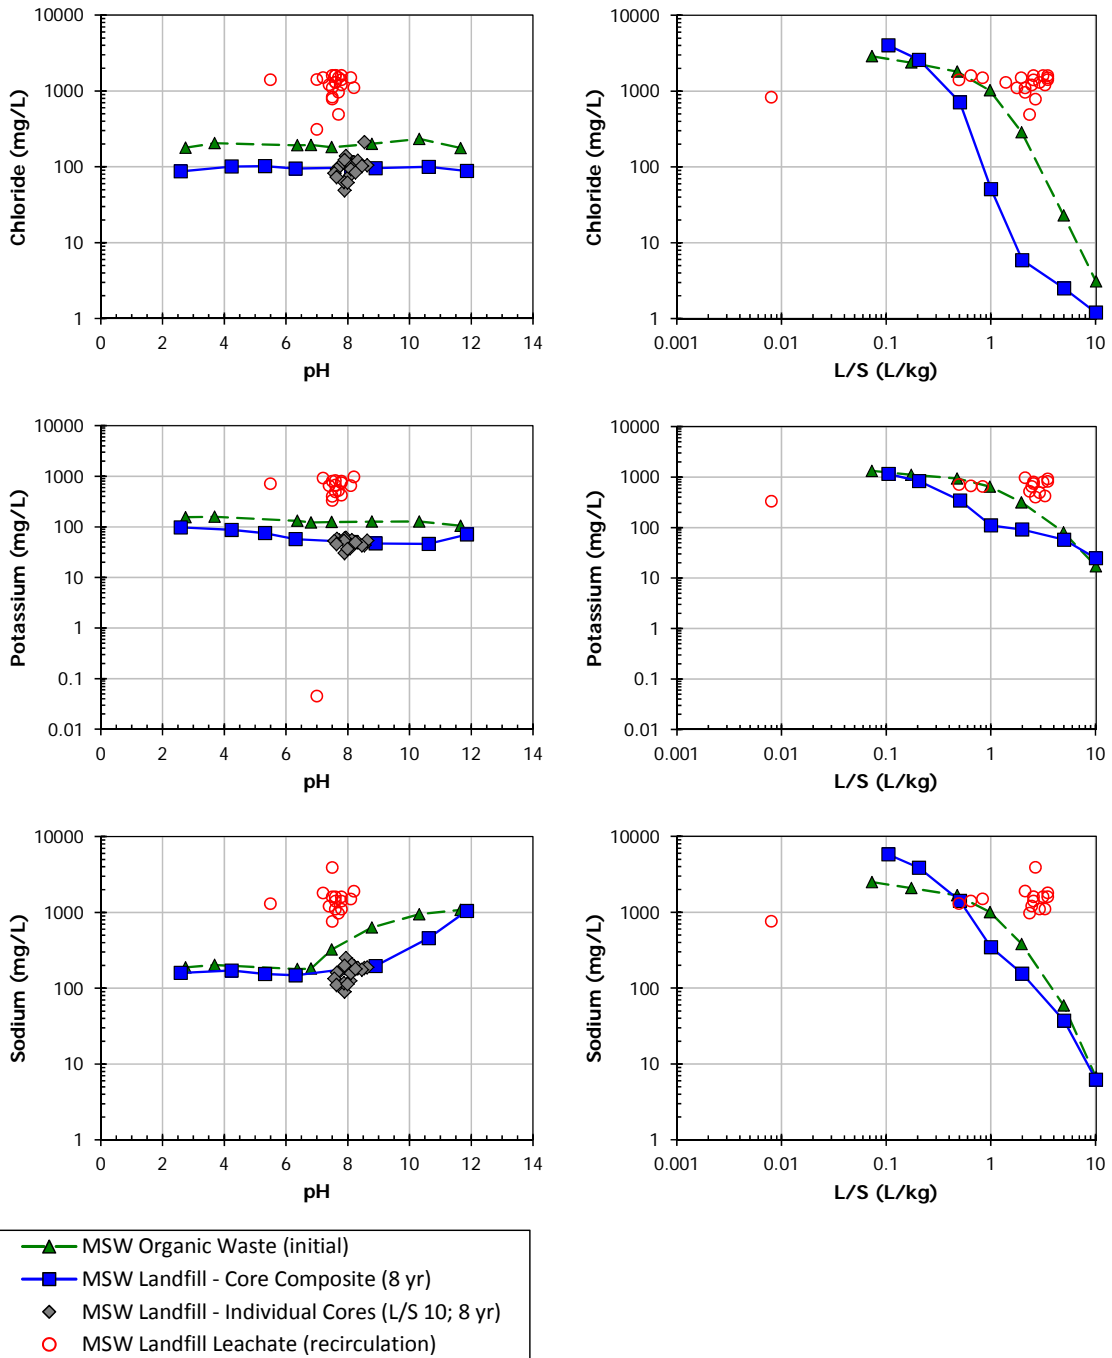 10000
1000
100
10
1
Chloride (mg/L)
0 2 4 6 8 10 12 14
pH
10000
1000
100
10
1
Chloride (mg/L)
0.001 0.01 0.1 1 10
L/S (L/kg)
10000
1000
100
10
1
0.1
0.01
Potassium (mg/L)
0 2 4 6 8 10 12 14
pH
10000
1000
100
10
1
0.1
0.01
Potassium (mg/L)
0.001 0.01 0.1 1 10
L/S (L/kg)
10000
1000
100
10
1
Sodium (mg/L)
0 2 4 6 8 10 12 14
pH
10000
1000
100
10
1
Sodium (mg/L)
0.001 0.01 0.1 1 10
L/S (L/kg)
MSW Organic Waste (initial)
MSW Landfill - Core Composite (8 yr)
MSW Landfill - Individual Cores (L/S 10; 8 yr)
MSW Landfill Leachate (recirculation)